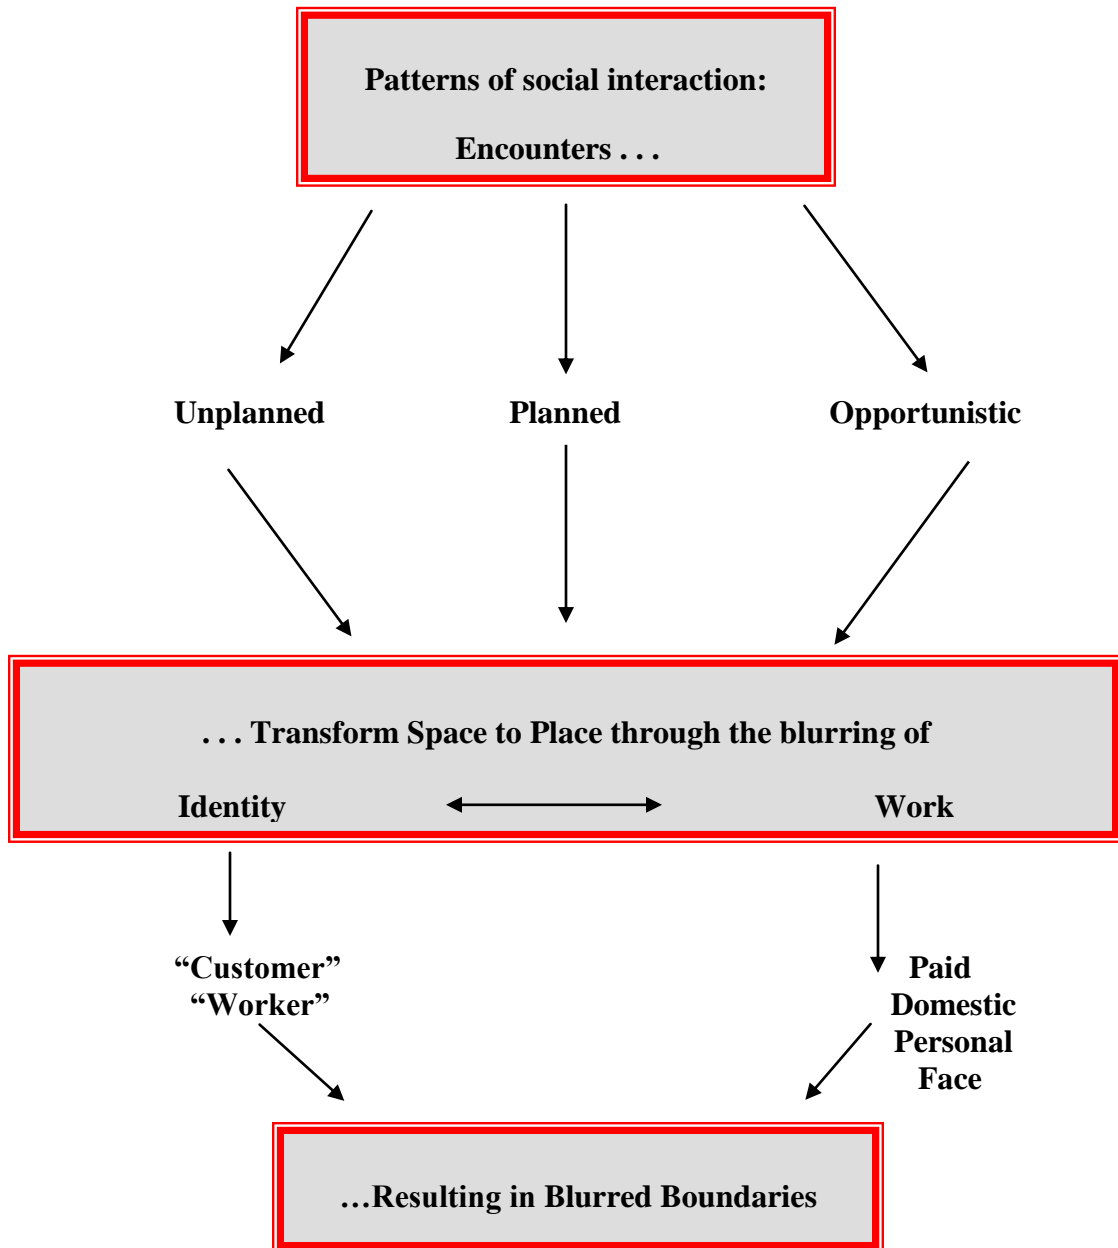 Patterns of social interaction:
Encounters . . .
Unplanned
Planned
Opportunistic
. . . Transform Space to Place through the blurring of
Identity
Work
“Customer”
“Worker”
Paid
Domestic
Personal
Face
…Resulting in Blurred Boundaries